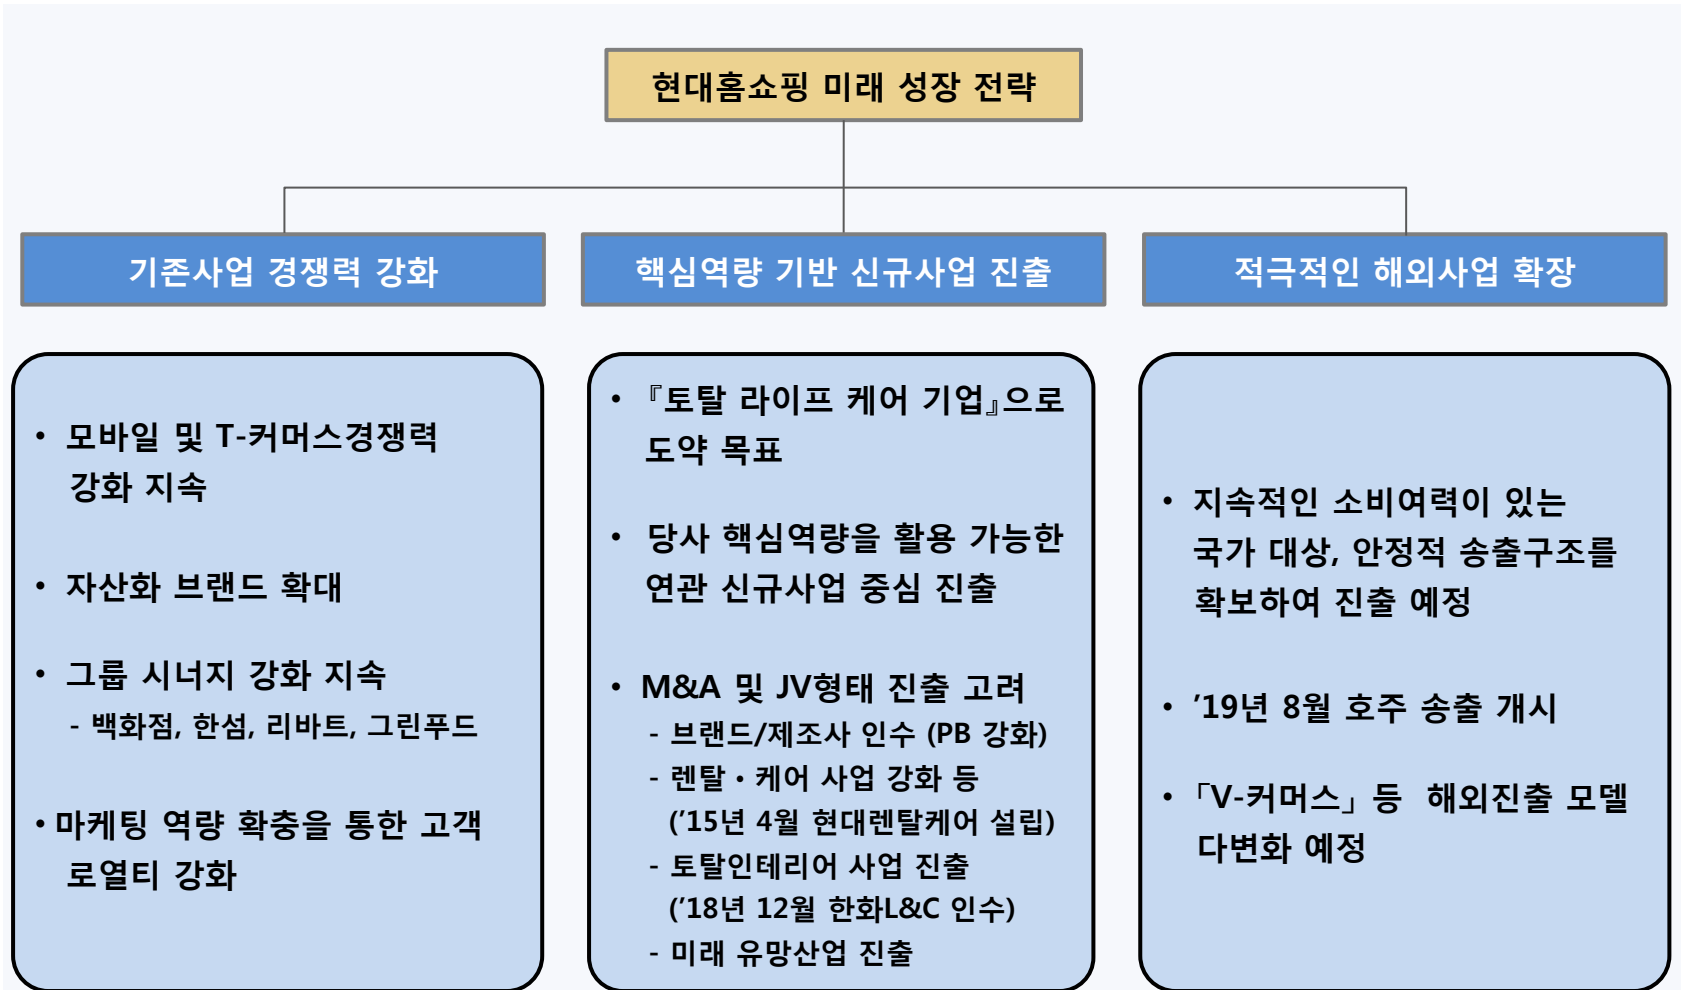 현대홈쇼핑 미래 성장 전략
기존사업 경쟁력 강화
• 모바일 및 T-커머스경쟁력
강화 지속
• 자산화 브랜드 확대
• 그룹 시너지 강화 지속
- 백화점, 한섬, 리바트, 그린푸드
• 마케팅 역량 확충을 통한 고객
로열티 강화
핵심역량 기반 신규사업 진출
• 『토탈 라이프 케어 기업』으로
도약 목표
• 당사 핵심역량을 활용 가능한
연관 신규사업 중심 진출
• M&A 및 JV형태 진출 고려
- 브랜드/제조사 인수 (PB 강화)
- 렌탈・케어 사업 강화 등
(’15년 4월 현대렌탈케어 설립)
- 토탈인테리어 사업 진출
(’18년 12월 한화L&C 인수)
- 미래 유망산업 진출
적극적인 해외사업 확장
• 지속적인 소비여력이 있는
국가 대상, 안정적 송출구조를
확보하여 진출 예정
• ’19년 8월 호주 송출 개시
• 「V-커머스」 등 해외진출 모델
다변화 예정